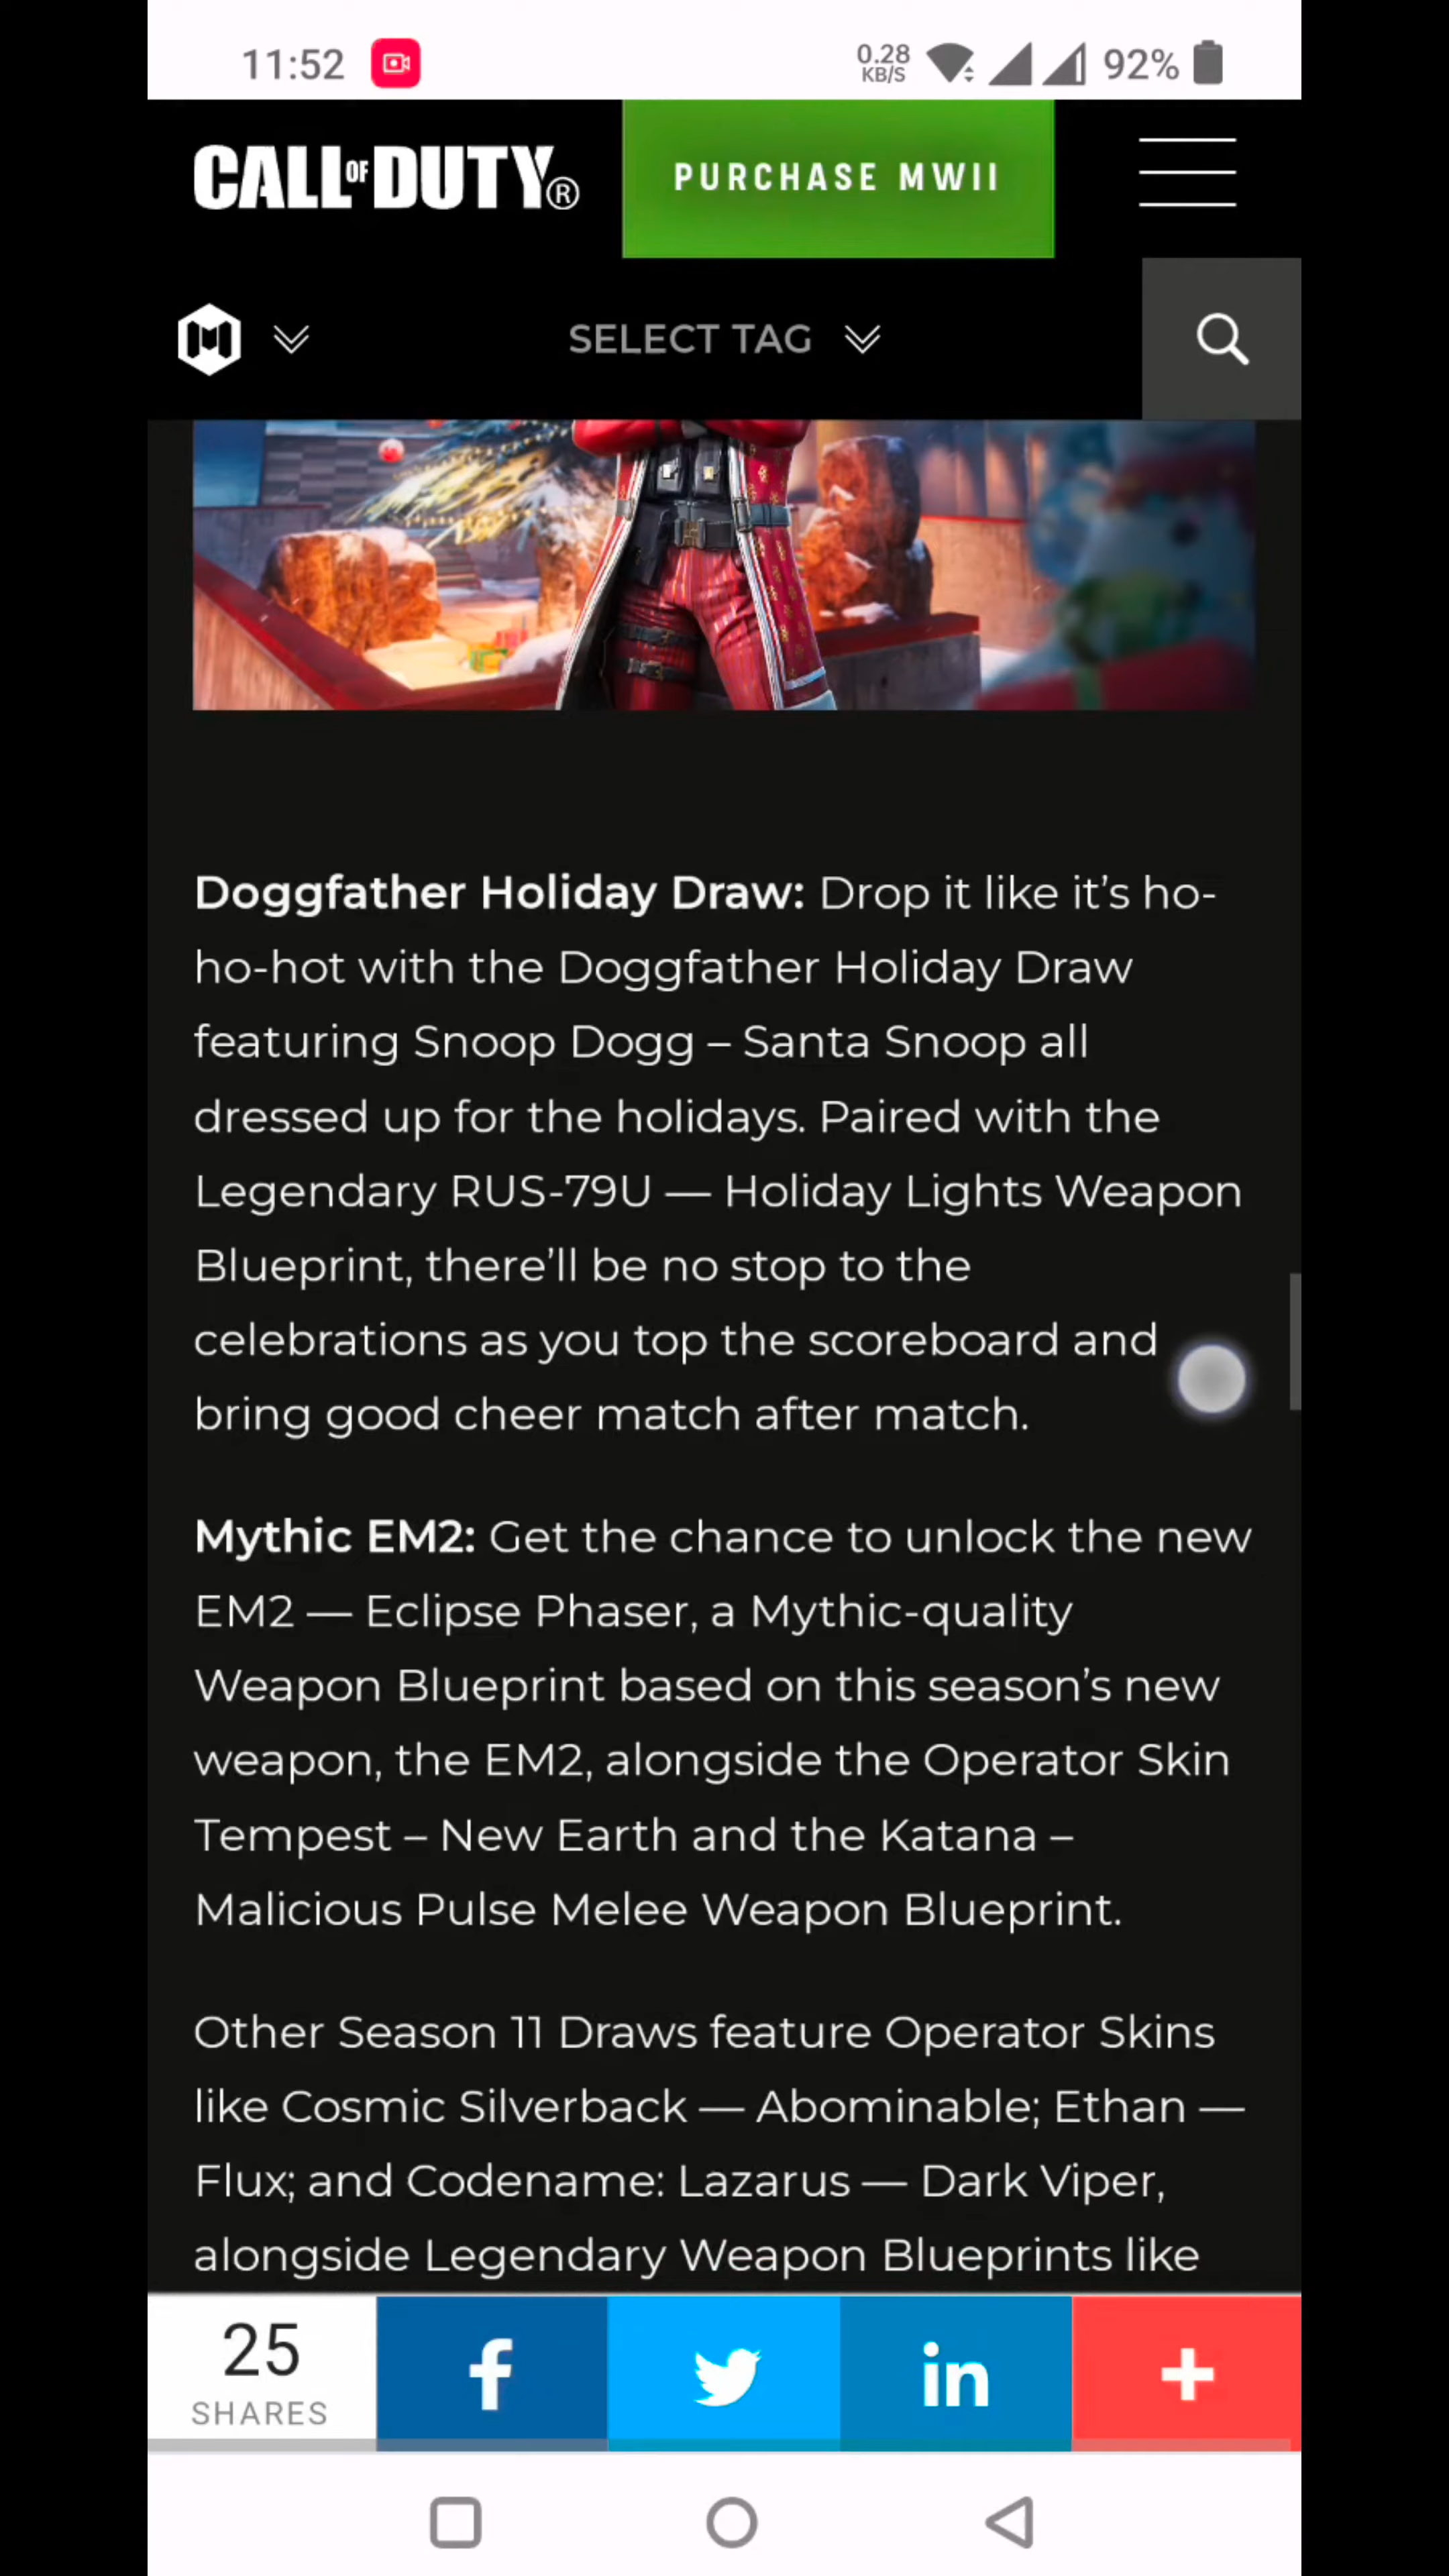 11:52
0.28 KB/S 92%
CALL OF DUTY®
PURCHASE MWII
SELECT TAG
Doggfather Holiday Draw: Drop it like it’s ho-
ho-hot with the Doggfather Holiday Draw
featuring Snoop Dogg – Santa Snoop all
dressed up for the holidays. Paired with the
Legendary RUS-79U — Holiday Lights Weapon
Blueprint, there’ll be no stop to the
celebrations as you top the scoreboard and
bring good cheer match after match.
Mythic EM2: Get the chance to unlock the new
EM2 — Eclipse Phaser, a Mythic-quality
Weapon Blueprint based on this season’s new
weapon, the EM2, alongside the Operator Skin
Tempest – New Earth and the Katana –
Malicious Pulse Melee Weapon Blueprint.
Other Season 11 Draws feature Operator Skins
like Cosmic Silverback — Abominable; Ethan —
Flux; and Codename: Lazarus — Dark Viper,
alongside Legendary Weapon Blueprints like
25
SHARES